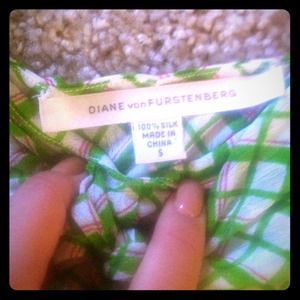 DIANE von FURSTENBERG
100% SILK
MADE IN
CHINA
S